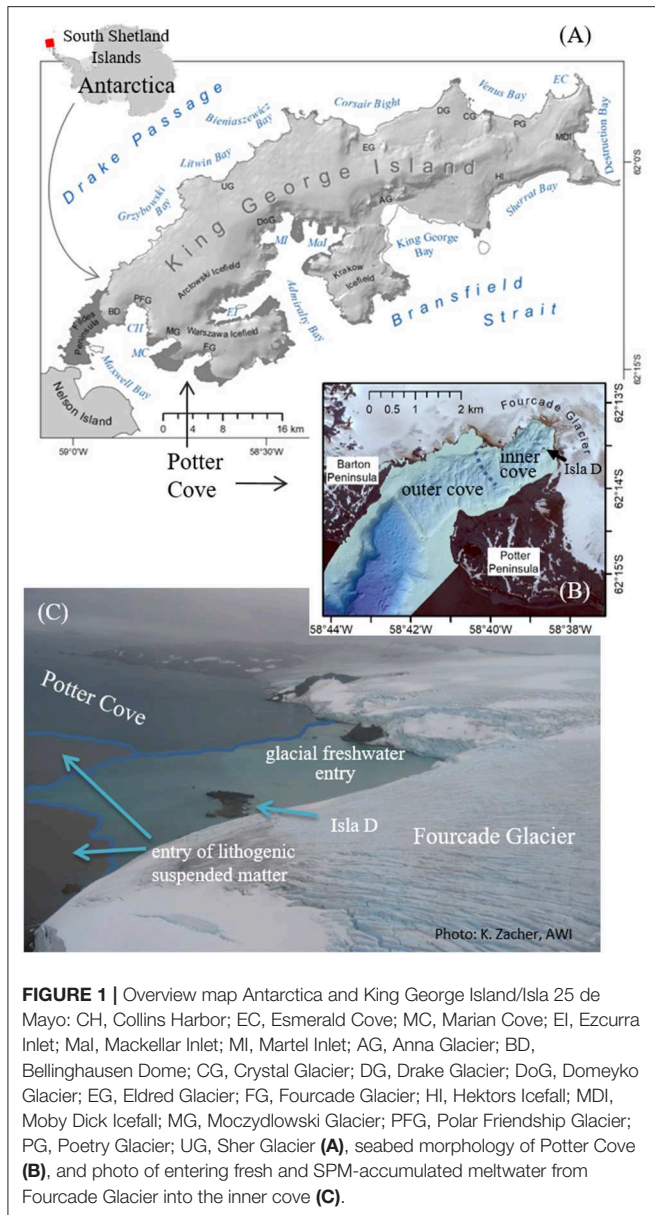 South Shetland
Islands
Antarctica
(A)
Drake Passage
Bieniaszewicz
Bay
Corsair Bight
Venus Bay
EC
DG
CG
PG
MDI
Destruction Bay
Litwin Bay
EG
62°0'S
Grzybowski
Bay
UG
King George Island
HI
Sherrat Bay
DoG
AG
MI
MaI
King George
Bay
Krakow
Icefield
Arctowski Icefield
Admiralty Bay
Bransfield
Strait
BD
PFG
EI
Fildes
Peninsula
CH
MG
Warszawa Icefield
FG
MC
Maxwell Bay
62°15'S
Nelson Island
0 4 8 16 km
59°0'W
58°30'W
Potter
Cove
0 0.5 1 2 km
62°13'S
Fourcade Glacier
inner
cove
Isla D
Barton
Peninsula
outer cove
62°14'S
Potter
Peninsula
62°15'S
(B)
58°44'W 58°42'W 58°40'W 58°38'W
(C)
Potter Cove
glacial freshwater
entry
Isla D
Fourcade Glacier
entry of lithogenic
suspended matter
Photo: K. Zacher, AWI
FIGURE 1 | Overview map Antarctica and King George Island/Isla 25 de
Mayo: CH, Collins Harbor; EC, Esmerald Cove; MC, Marian Cove; EI, Ezcurra
Inlet; MaI, Mackellar Inlet; MI, Martel Inlet; AG, Anna Glacier; BD,
Bellinghausen Dome; CG, Crystal Glacier; DG, Drake Glacier; DoG, Domeyko
Glacier; EG, Eldred Glacier; FG, Fourcade Glacier; HI, Hektors Icefall; MDI,
Moby Dick Icefall; MG, Moczydlowski Glacier; PFG, Polar Friendship Glacier;
PG, Poetry Glacier; UG, Sher Glacier (A), seabed morphology of Potter Cove
(B), and photo of entering fresh and SPM-accumulated meltwater from
Fourcade Glacier into the inner cove (C).